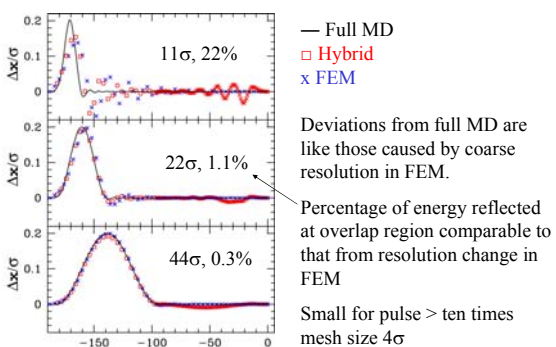 0.2
0.1
0
Δx/σ
11σ, 22%
0.2
0.1
0
Δx/σ
22σ, 1.1%
0.2
0.1
0
Δx/σ
44σ, 0.3%
−150 −100 −50 0
— Full MD
□ Hybrid
x FEM
Deviations from full MD are
like those caused by coarse
resolution in FEM.
Percentage of energy reflected
at overlap region comparable to
that from resolution change in
FEM
Small for pulse > ten times
mesh size 4σ